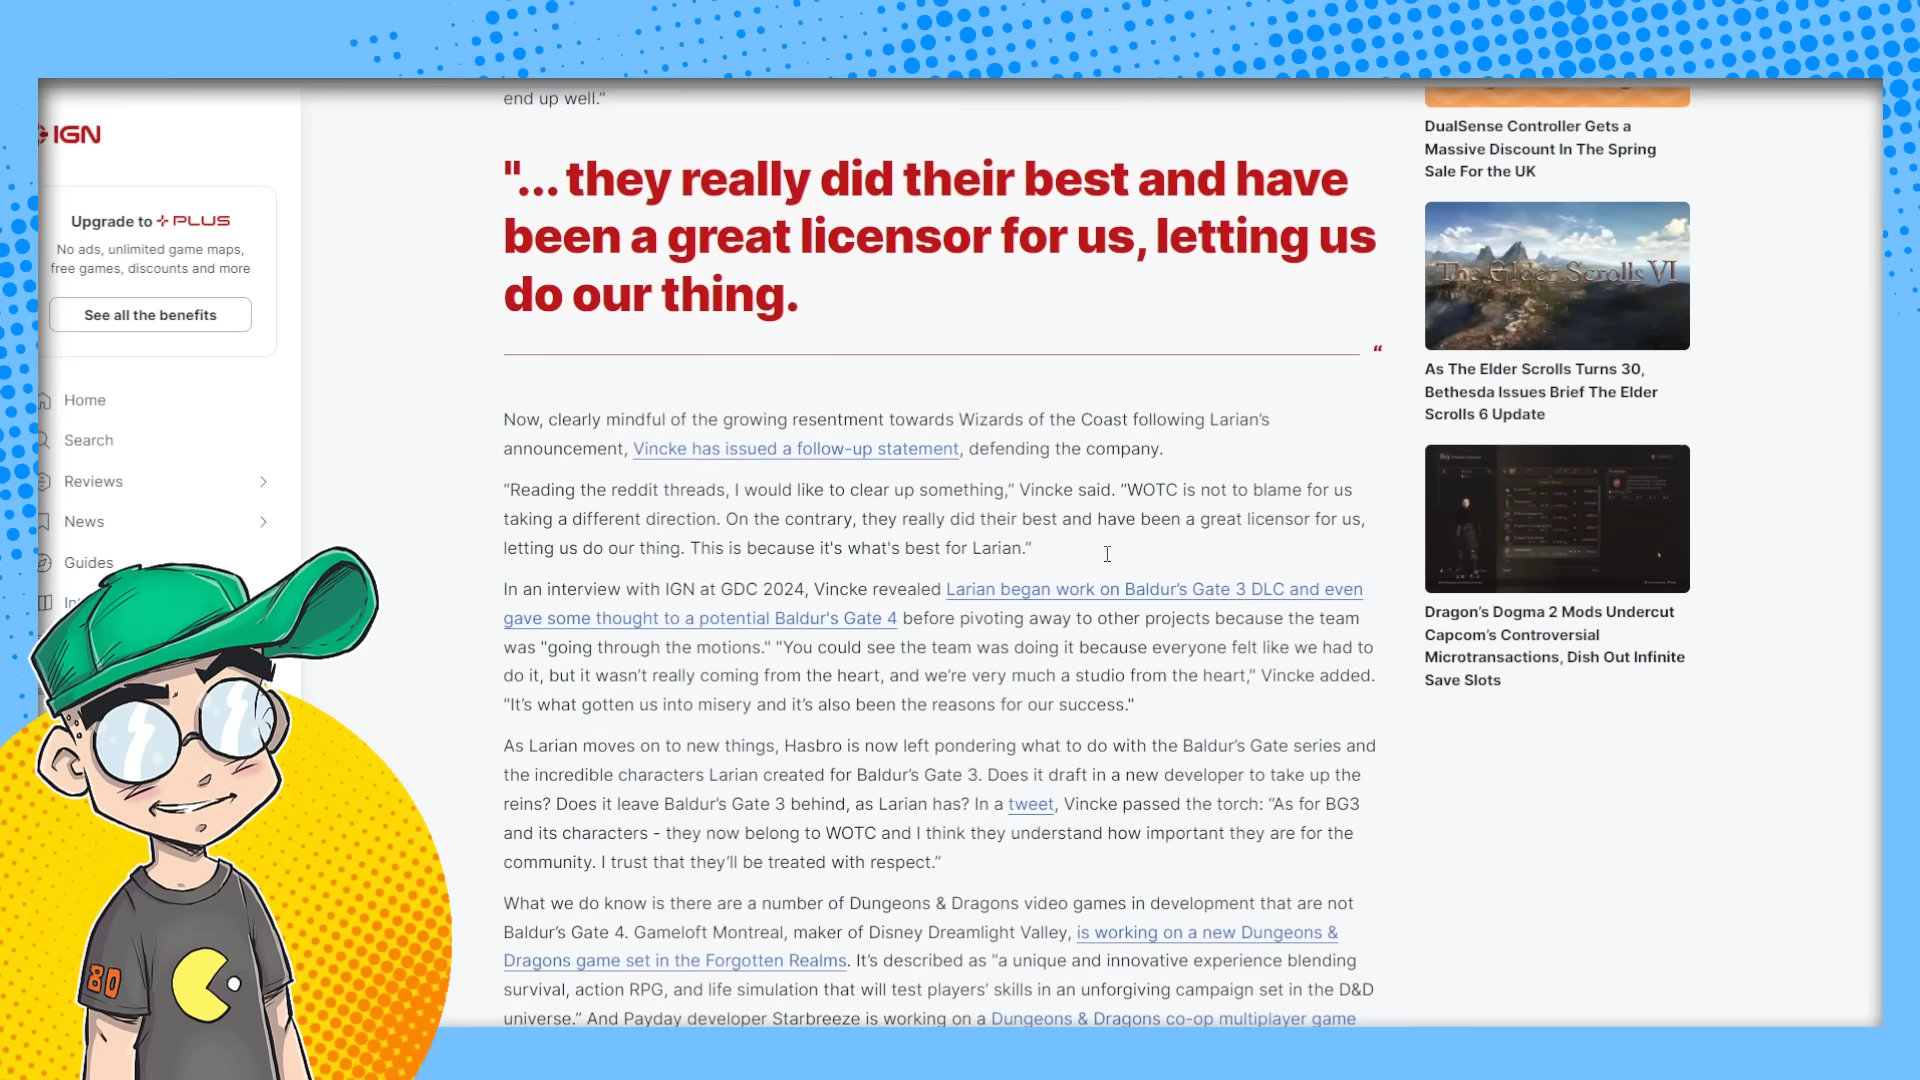 end up well.”
IGN
Upgrade to PLUS
No ads, unlimited game maps,
free games, discounts and more
See all the benefits
Home
Search
Reviews
News
Guides
"... they really did their best and have
been a great licensor for us, letting us
do our thing.
“
Now, clearly mindful of the growing resentment towards Wizards of the Coast following Larian’s
announcement, Vincke has issued a follow-up statement, defending the company.
“Reading the reddit threads, I would like to clear up something,” Vincke said. “WOTC is not to blame for us
taking a different direction. On the contrary, they really did their best and have been a great licensor for us,
letting us do our thing. This is because it's what's best for Larian.”
In an interview with IGN at GDC 2024, Vincke revealed Larian began work on Baldur’s Gate 3 DLC and even
gave some thought to a potential Baldur's Gate 4 before pivoting away to other projects because the team
was "going through the motions." "You could see the team was doing it because everyone felt like we had to
do it, but it wasn’t really coming from the heart, and we’re very much a studio from the heart," Vincke added.
"It’s what gotten us into misery and it’s also been the reasons for our success."
As Larian moves on to new things, Hasbro is now left pondering what to do with the Baldur’s Gate series and
the incredible characters Larian created for Baldur’s Gate 3. Does it draft in a new developer to take up the
reins? Does it leave Baldur’s Gate 3 behind, as Larian has? In a tweet, Vincke passed the torch: “As for BG3
and its characters - they now belong to WOTC and I think they understand how important they are for the
community. I trust that they’ll be treated with respect.”
What we do know is there are a number of Dungeons & Dragons video games in development that are not
Baldur’s Gate 4. Gameloft Montreal, maker of Disney Dreamlight Valley, is working on a new Dungeons &
Dragons game set in the Forgotten Realms. It’s described as “a unique and innovative experience blending
survival, action RPG, and life simulation that will test players’ skills in an unforgiving campaign set in the D&D
universe.” And Payday developer Starbreeze is working on a Dungeons & Dragons co-op multiplayer game
DualSense Controller Gets a
Massive Discount In The Spring
Sale For the UK
The Elder Scrolls VI
As The Elder Scrolls Turns 30,
Bethesda Issues Brief The Elder
Scrolls 6 Update
Dragon’s Dogma 2 Mods Undercut
Capcom’s Controversial
Microtransactions, Dish Out Infinite
Save Slots
80